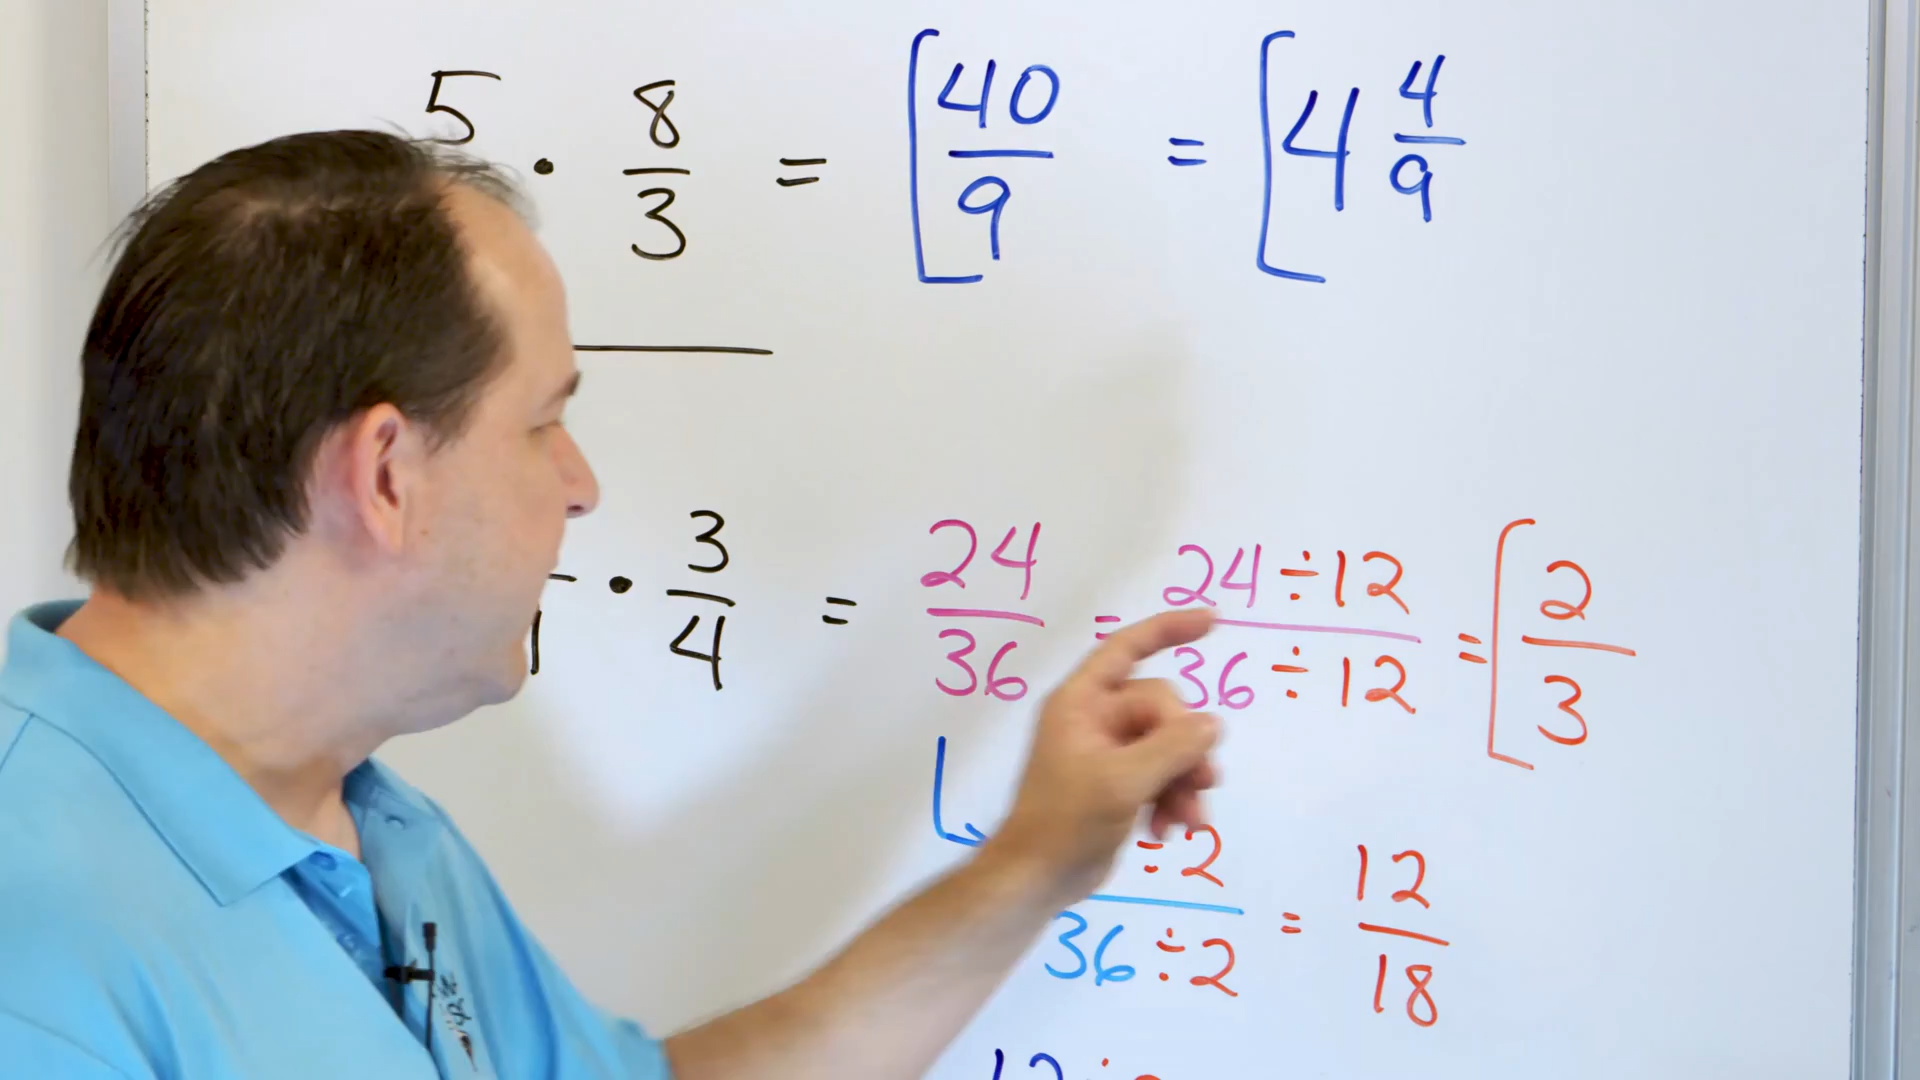 5 · 8/3 = [40/9 = [4 4/9
· 3/4 = 24/36 = 24÷12/36÷12 = [2/3
÷2/36÷2 = 12/18
12÷